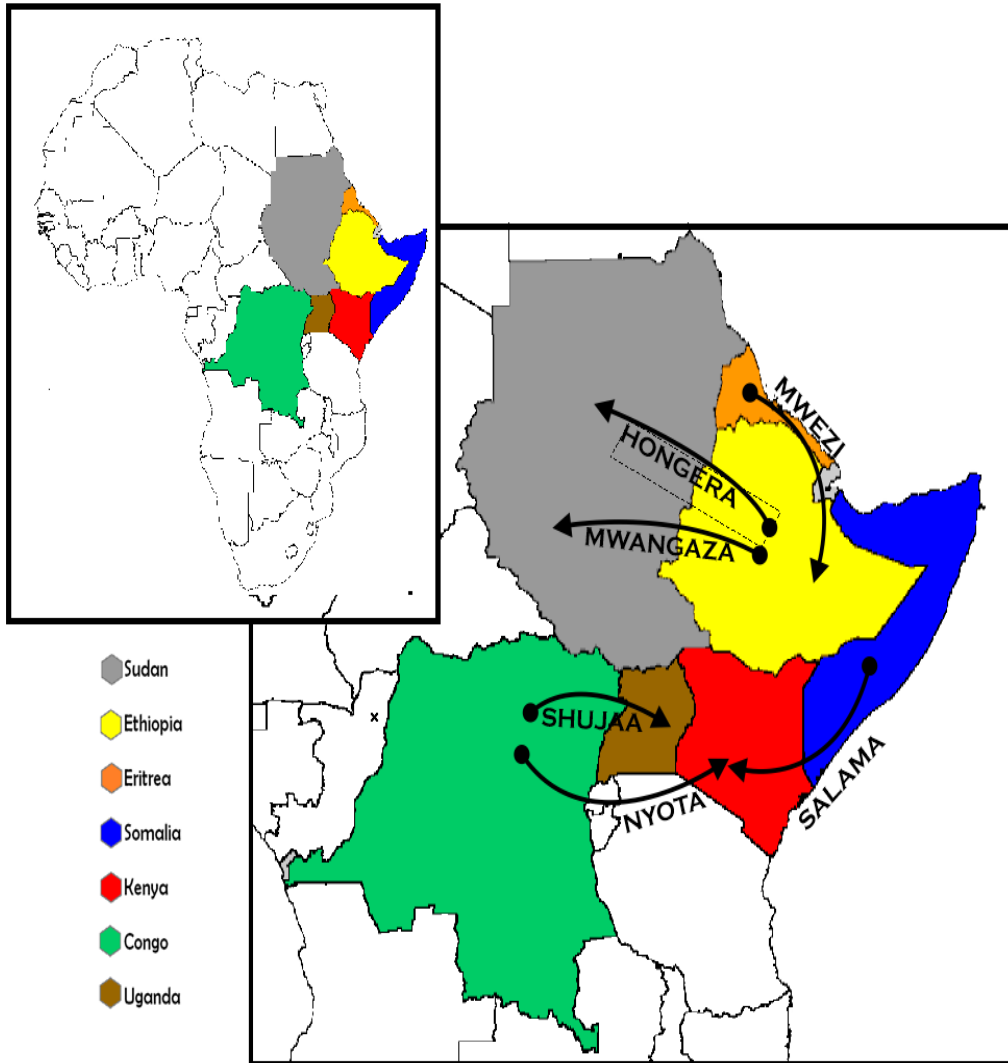 MWEZI
HONGERA
MWANGAZA
SHUJAA
NYOTA
SALAMA
x
Sudan
Ethiopia
Eritrea
Somalia
Kenya
Congo
Uganda